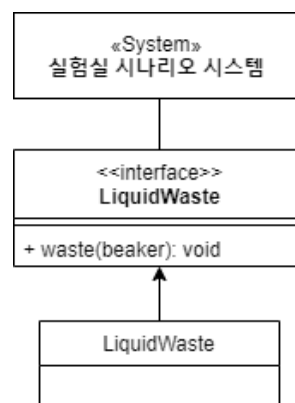 «System»
실험실 시나리오 시스템
<<interface>>
LiquidWaste
+ waste(beaker): void
LiquidWaste